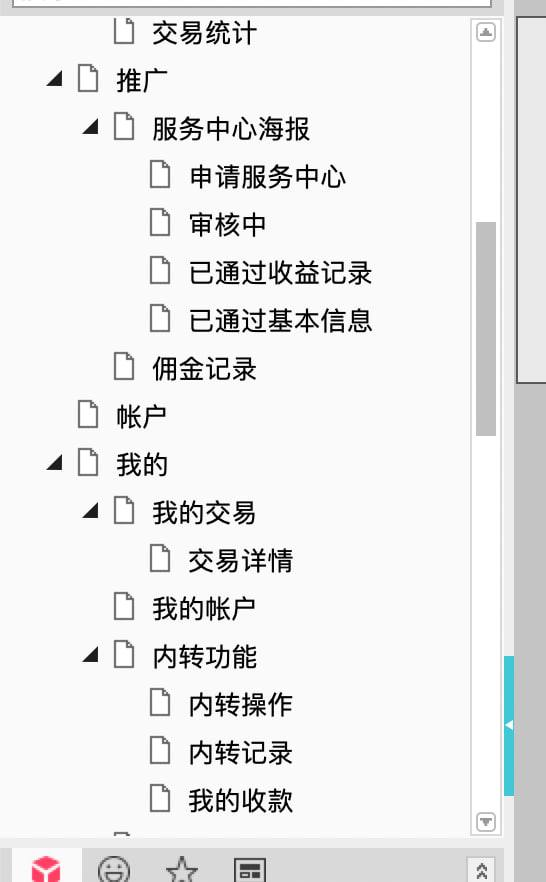 交易统计
推广
服务中心海报
申请服务中心
审核中
已通过收益记录
已通过基本信息
佣金记录
帐户
我的
我的交易
交易详情
我的帐户
内转功能
内转操作
内转记录
我的收款